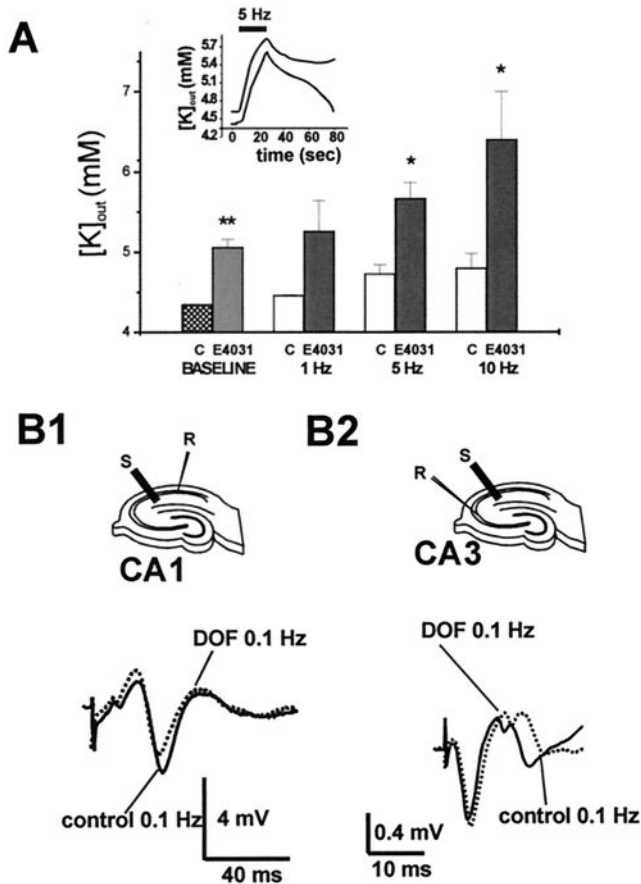 A
5 Hz
[K]out (mM)
5.7
5.4
5.1
4.8
4.5
4.2
0 20 40 60 80
time (sec)
[K]out (mM)
7
6
5
4
**
*
*
C E4031 C E4031 C E4031 C E4031
BASELINE 1 Hz 5 Hz 10 Hz
B1
B2
S R
CA1
S
R
CA3
DOF 0.1 Hz
control 0.1 Hz
4 mV
40 ms
DOF 0.1 Hz
control 0.1 Hz
0.4 mV
10 ms